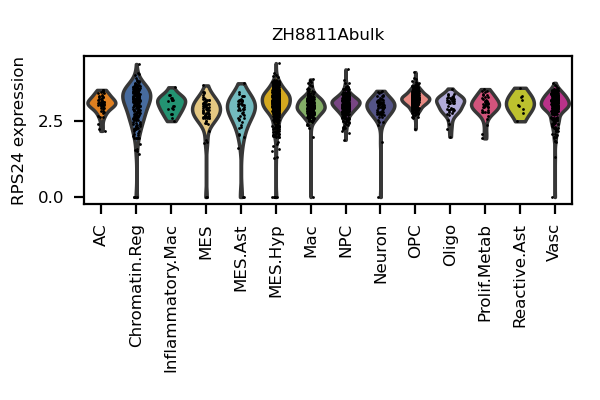 ZH8811Abulk
RPS24 expression
2.5
0.0
AC
Chromatin.Reg
Inflammatory.Mac
MES
MES.Ast
MES.Hyp
Mac
NPC
Neuron
OPC
Oligo
Prolif.Metab
Reactive.Ast
Vasc